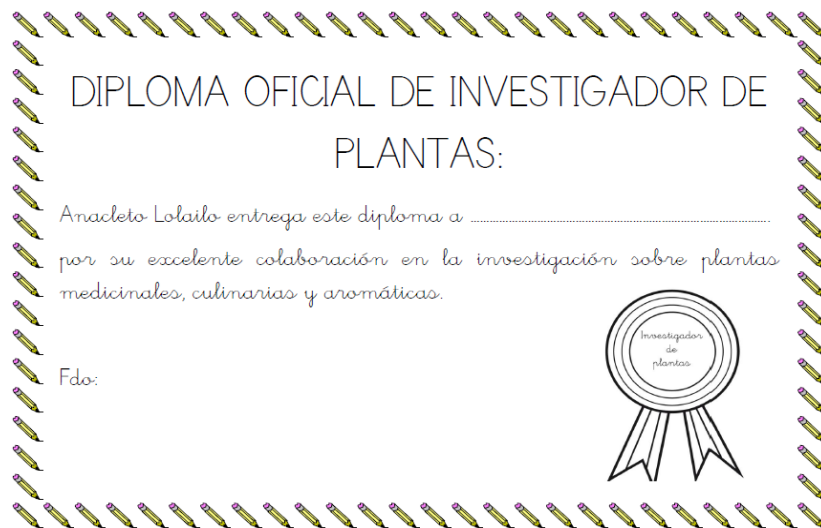 DIPLOMA OFICIAL DE INVESTIGADOR DE
PLANTAS:
Anacleto Lolailo entrega este diploma a ..........................................................................
por su excelente colaboración en la investigación sobre plantas
medicinales, culinarias y aromáticas.
Investigador
de
plantas
Fdo: